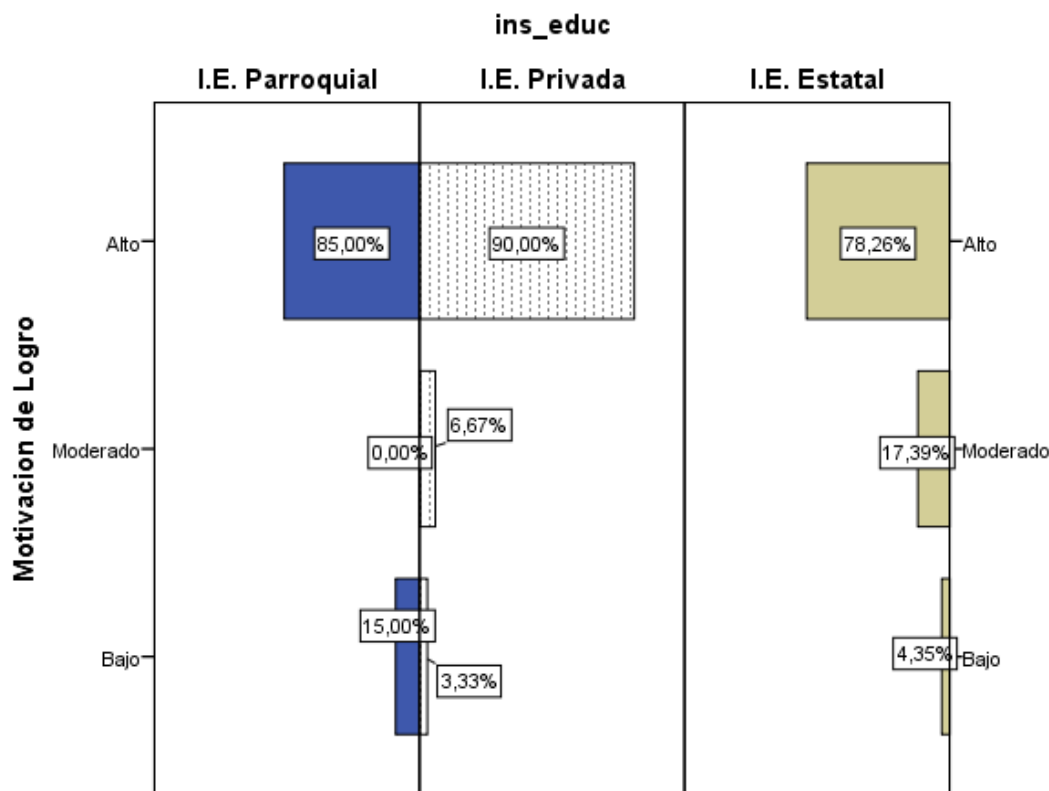 ins_educ
I.E. Parroquial
I.E. Privada
I.E. Estatal
Motivacion de Logro
Alto
85,00%
90,00%
78,26%
Alto
Moderado
0,00%
6,67%
17,39%
Moderado
Bajo
15,00%
3,33%
4,35%
Bajo